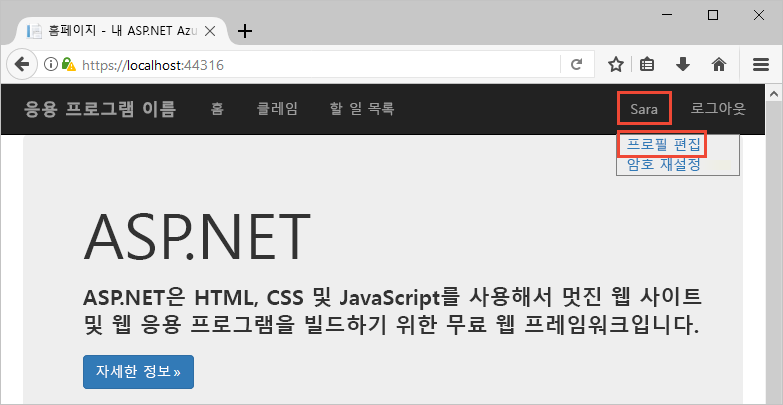 홈페이지 - 내 ASP.NET Azu
https://localhost:44316
응용 프로그램 이름 홈 클레임 할 일 목록 Sara 로그아웃
프로필 편집
암호 재설정
ASP.NET
ASP.NET은 HTML, CSS 및 JavaScript를 사용해서 멋진 웹 사이트
및 웹 응용 프로그램을 빌드하기 위한 무료 웹 프레임워크입니다.
자세한 정보 »